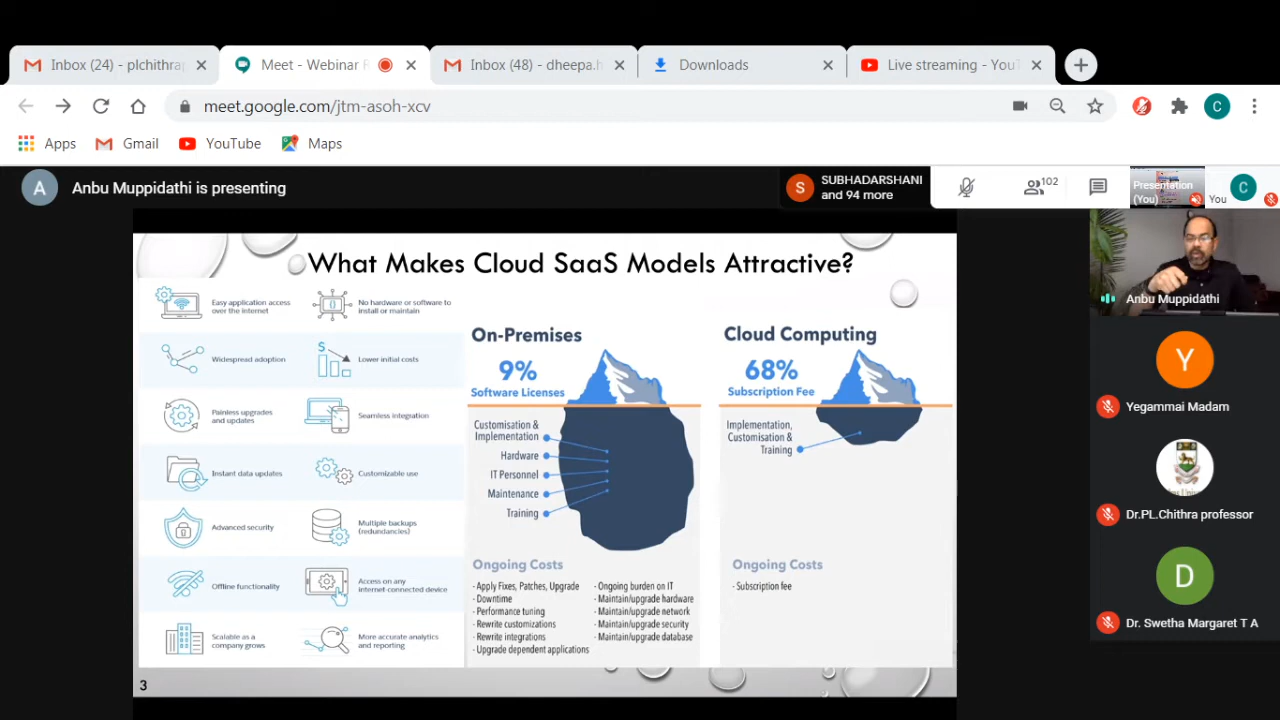 Inbox (24) - plchithrap
Meet - Webinar R
Inbox (48) - dheepa.h
Downloads
Live streaming - YouT
meet.google.com/jtm-asoh-xcv
C
Apps
Gmail
YouTube
Maps
A
Anbu Muppidathi is presenting
S
SUBHADARSHANI
and 94 more
102
Presentation
(You)
You
C
What Makes Cloud SaaS Models Attractive?
Easy application access
over the internet
No hardware or software to
install or maintain
Widespread adoption
$
Lower initial costs
Painless upgrades
and updates
Seamless integration
Instant data updates
Customizable use
Advanced security
Multiple backups
(redundancies)
Offline functionality
Access on any
internet-connected device
Scalable as a
company grows
More accurate analytics
and reporting
On-Premises
9%
Software Licenses
Customisation &
Implementation
Hardware
IT Personnel
Maintenance
Training
Ongoing Costs
- Apply Fixes, Patches, Upgrade
- Downtime
- Performance tuning
- Rewrite customizations
- Rewrite integrations
- Upgrade dependent applications
- Ongoing burden on IT
- Maintain/upgrade hardware
- Maintain/upgrade network
- Maintain/upgrade security
- Maintain/upgrade database
Cloud Computing
68%
Subscription Fee
Implementation,
Customisation &
Training
Ongoing Costs
- Subscription fee
3
Anbu Muppidathi
Y
Yegammai Madam
Dr.PL.Chithra professor
D
Dr. Swetha Margaret T A